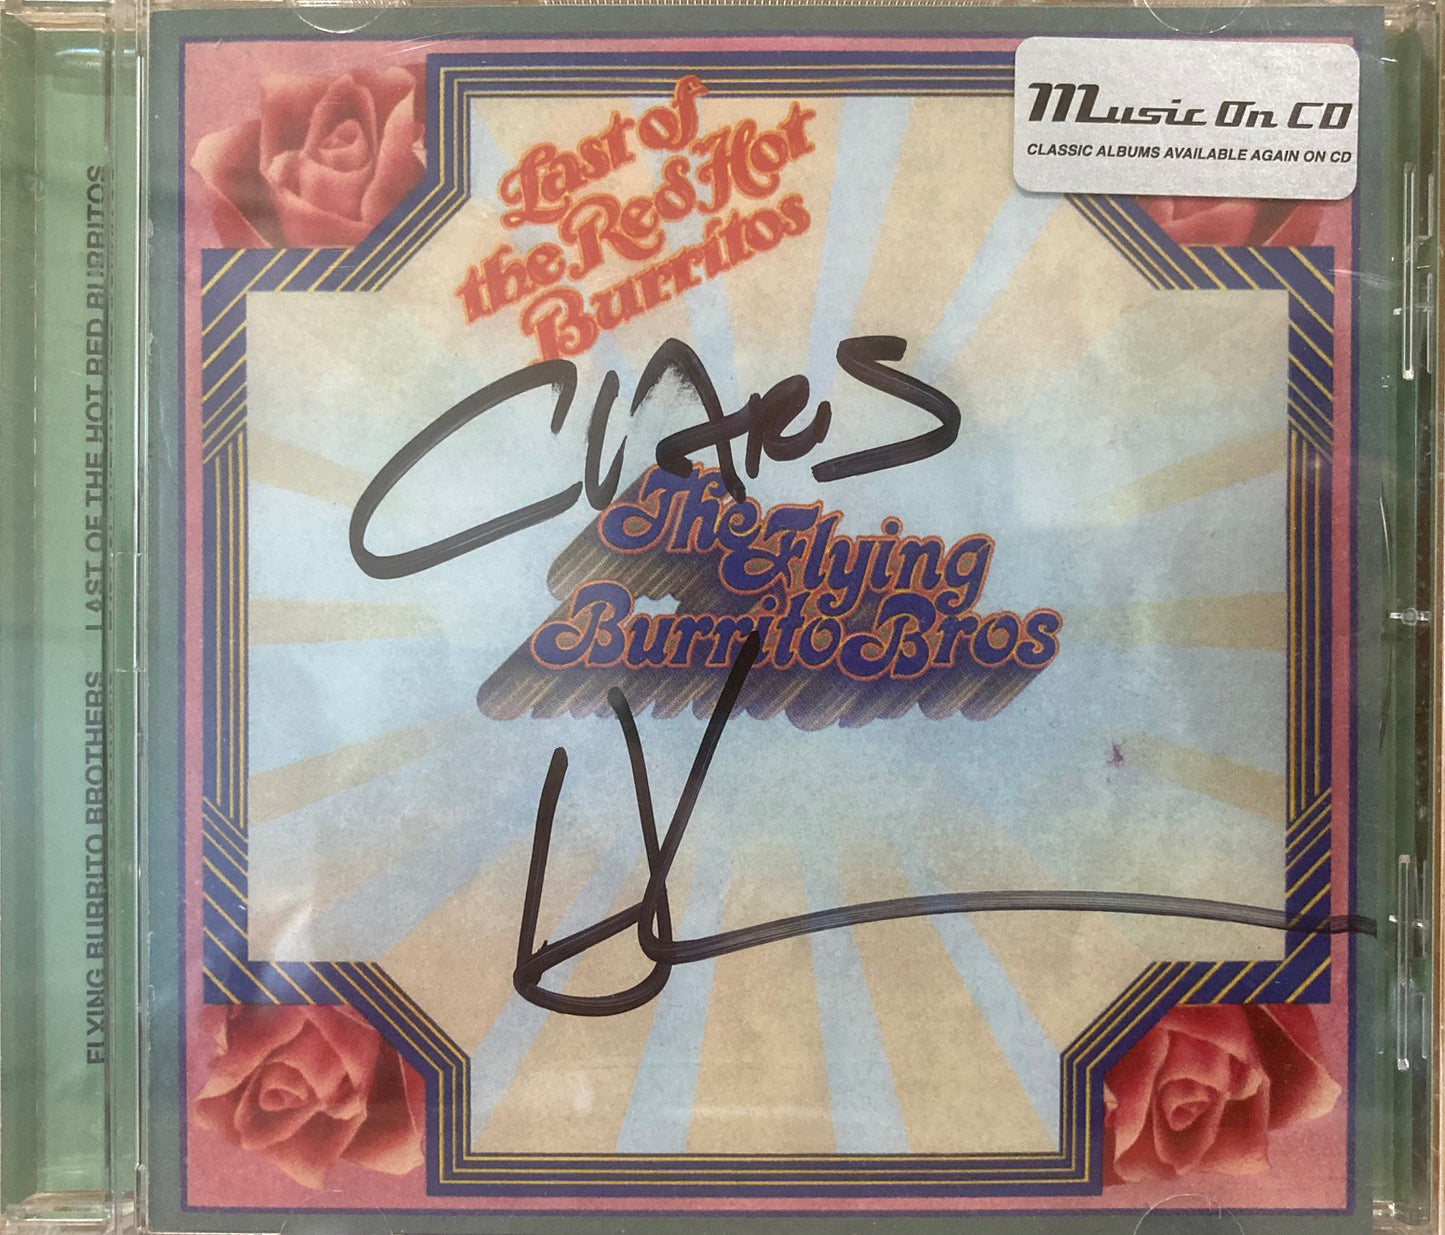 FLYING BURRITO BROTHERS LAST OF THE HOT RED BURRITOS
Music On CD
CLASSIC ALBUMS AVAILABLE AGAIN ON CD
Last of
the Red Hot
Burritos
CHRIS
The Flying
Burrito Bros